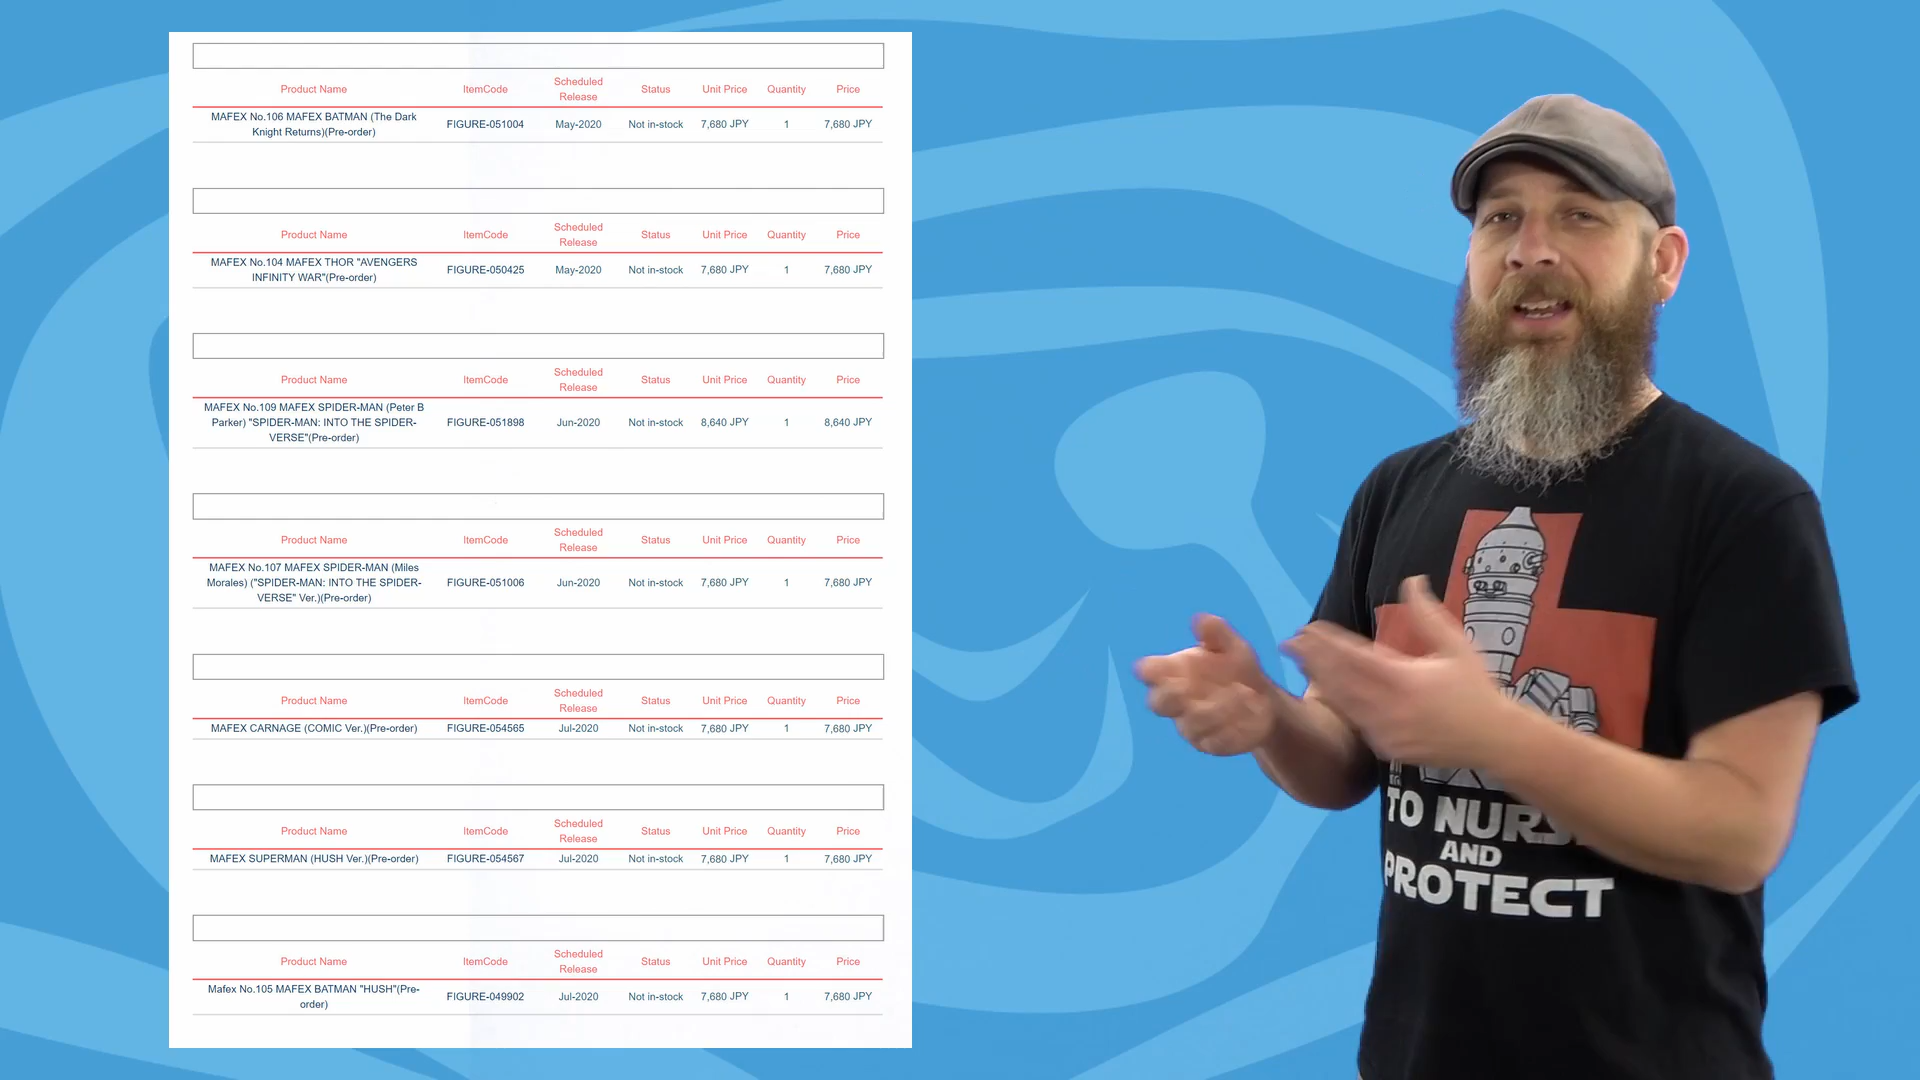 Product Name ItemCode Scheduled Release Status Unit Price Quantity Price
MAFEX No.106 MAFEX BATMAN (The Dark
Knight Returns)(Pre-order) FIGURE-051004 May-2020 Not in-stock 7,680 JPY 1 7,680 JPY
Product Name ItemCode Scheduled Release Status Unit Price Quantity Price
MAFEX No.104 MAFEX THOR "AVENGERS
INFINITY WAR"(Pre-order) FIGURE-050425 May-2020 Not in-stock 7,680 JPY 1 7,680 JPY
Product Name ItemCode Scheduled Release Status Unit Price Quantity Price
MAFEX No.109 MAFEX SPIDER-MAN (Peter B
Parker) "SPIDER-MAN: INTO THE SPIDER-
VERSE"(Pre-order) FIGURE-051898 Jun-2020 Not in-stock 8,640 JPY 1 8,640 JPY
Product Name ItemCode Scheduled Release Status Unit Price Quantity Price
MAFEX No.107 MAFEX SPIDER-MAN (Miles
Morales) ("SPIDER-MAN: INTO THE SPIDER-
VERSE" Ver.)(Pre-order) FIGURE-051006 Jun-2020 Not in-stock 7,680 JPY 1 7,680 JPY
Product Name ItemCode Scheduled Release Status Unit Price Quantity Price
MAFEX CARNAGE (COMIC Ver.)(Pre-order) FIGURE-054565 Jul-2020 Not in-stock 7,680 JPY 1 7,680 JPY
Product Name ItemCode Scheduled Release Status Unit Price Quantity Price
MAFEX SUPERMAN (HUSH Ver.)(Pre-order) FIGURE-054567 Jul-2020 Not in-stock 7,680 JPY 1 7,680 JPY
Product Name ItemCode Scheduled Release Status Unit Price Quantity Price
Mafex No.105 MAFEX BATMAN "HUSH"(Pre-
order) FIGURE-049902 Jul-2020 Not in-stock 7,680 JPY 1 7,680 JPY
TO
AND
PROTECT